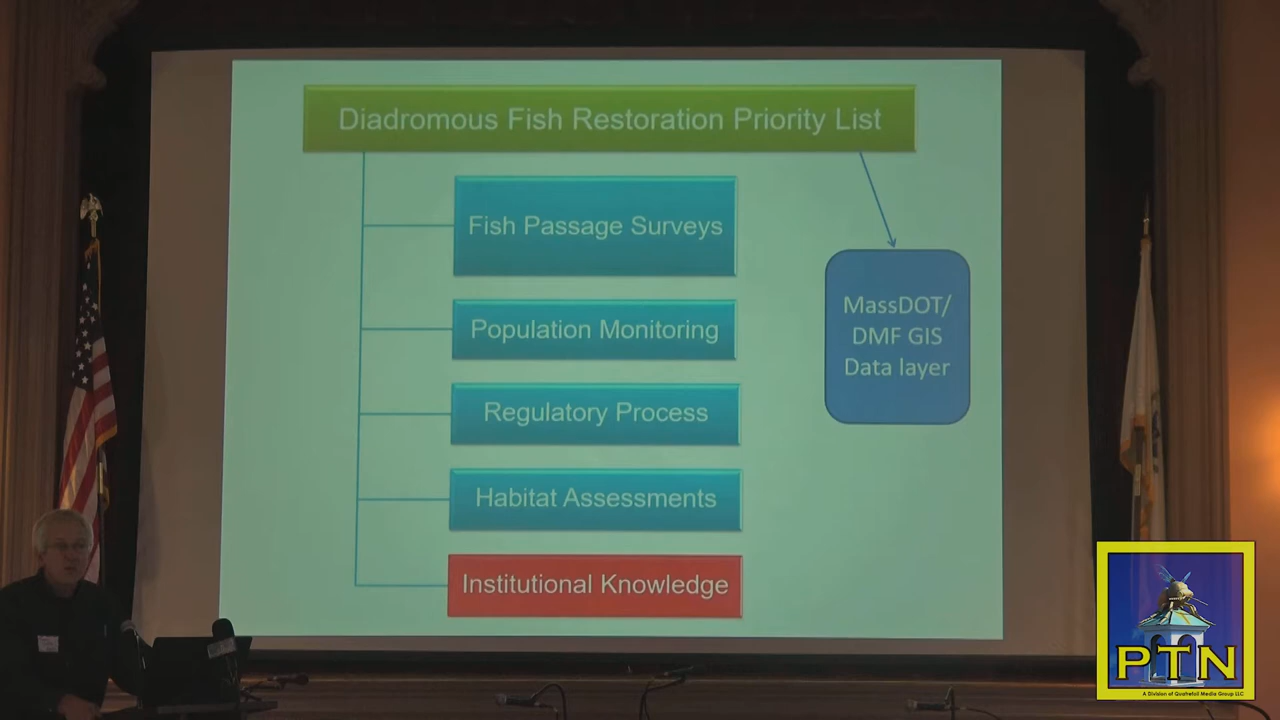 Diadromous Fish Restoration Priority List
Fish Passage Surveys
Population Monitoring
Regulatory Process
Habitat Assessments
Institutional Knowledge
MassDOT/
DMF GIS
Data layer
PTN
A Division of Quatrefoil Media Group LLC